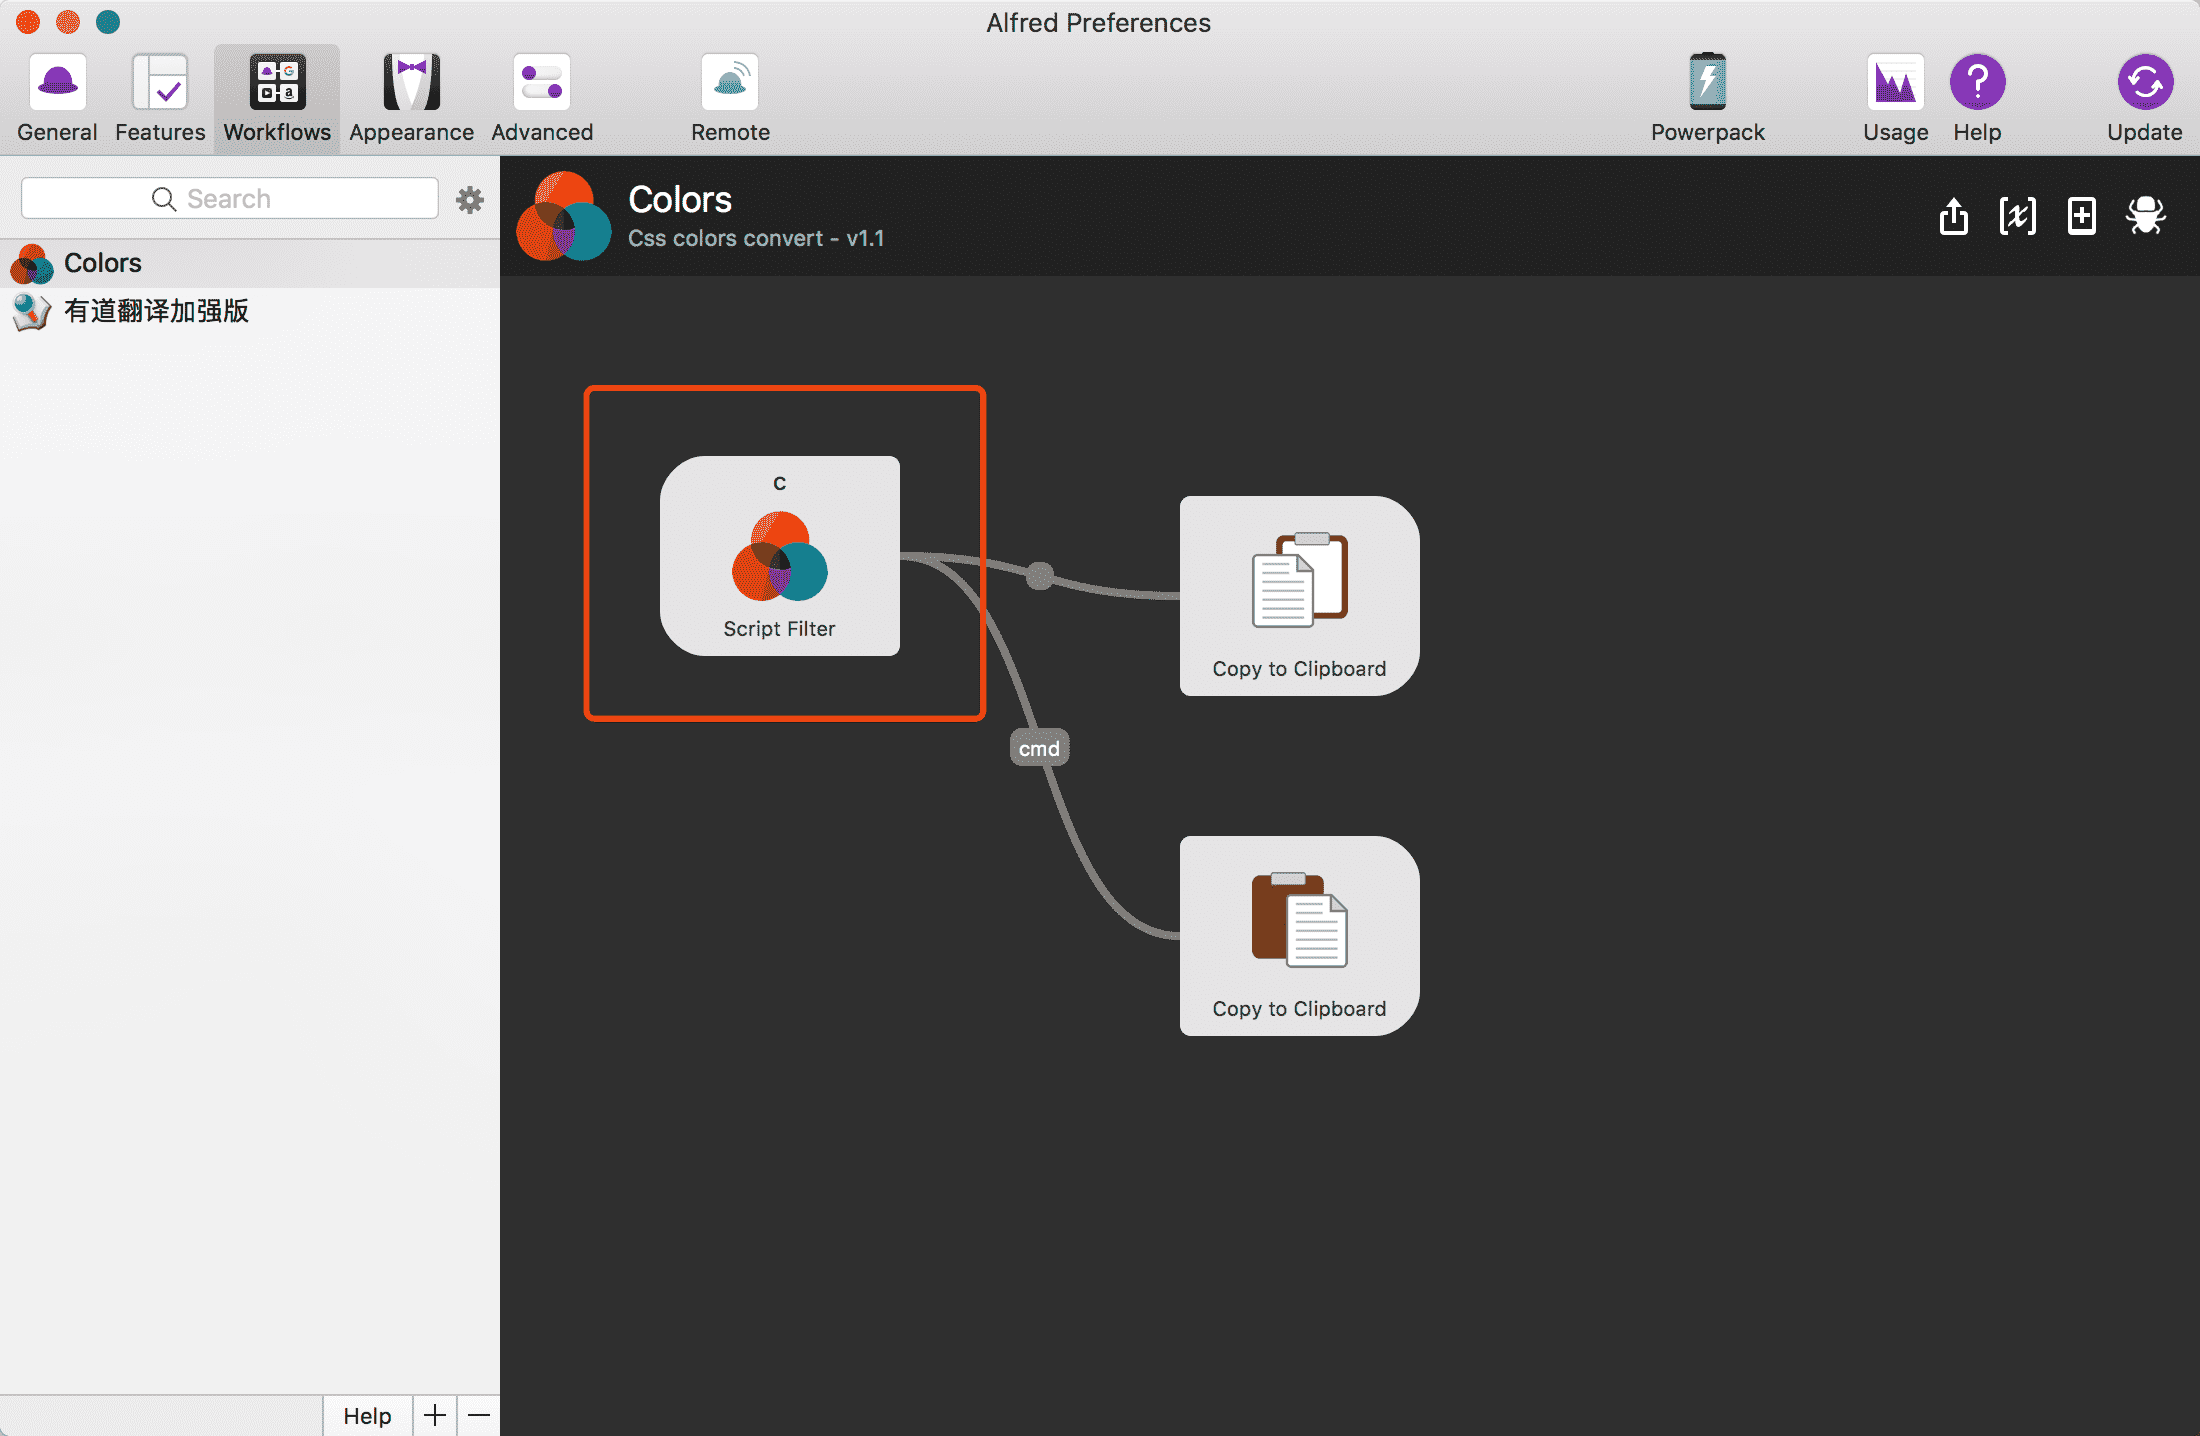 Alfred Preferences
General Features Workflows Appearance Advanced Remote Powerpack Usage Help Update
Search
Colors
有道翻译加强版
Colors
Css colors convert - v1.1
c
Script Filter
Copy to Clipboard
cmd
Copy to Clipboard
Help